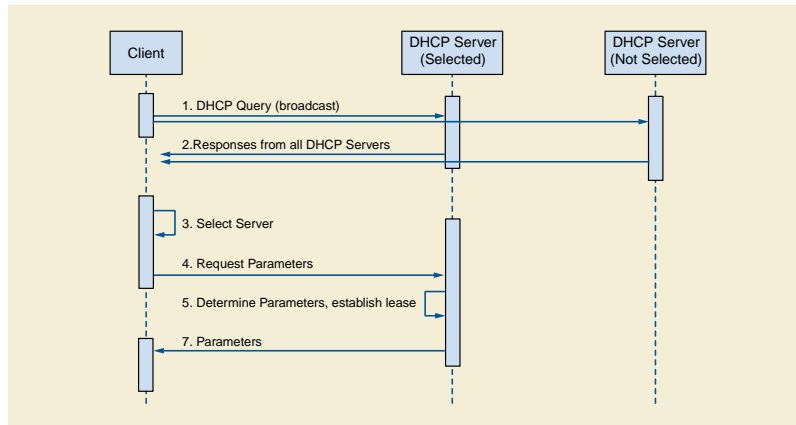 Client
DHCP Server
(Selected)
DHCP Server
(Not Selected)
1. DHCP Query (broadcast)
2.Responses from all DHCP Servers
3. Select Server
4. Request Parameters
5. Determine Parameters, establish lease
7. Parameters